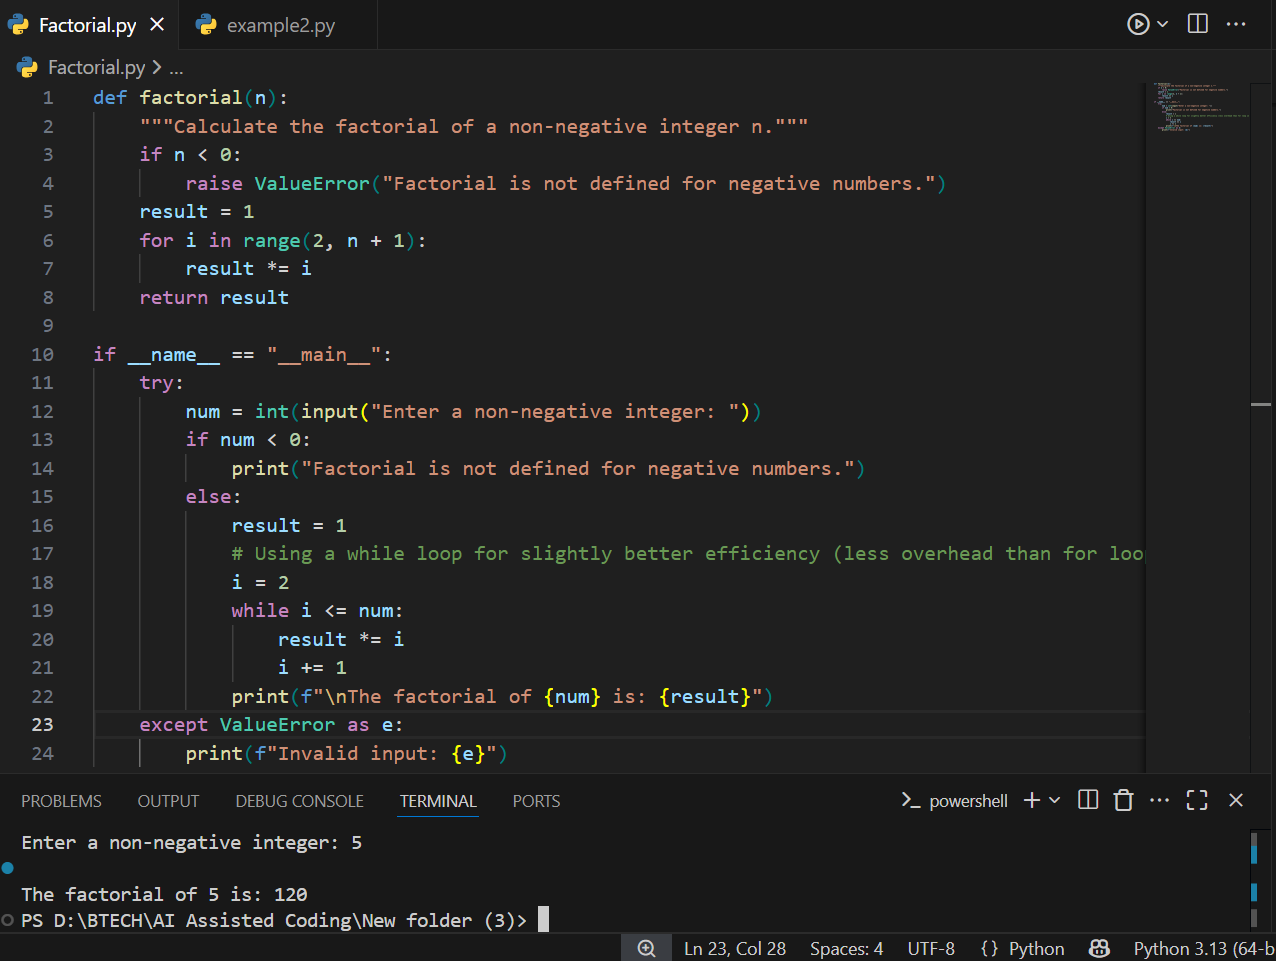 Factorial.py example2.py
Factorial.py > ...
1 def factorial(n):
2     """Calculate the factorial of a non-negative integer n."""
3     if n < 0:
4         raise ValueError("Factorial is not defined for negative numbers.")
5     result = 1
6     for i in range(2, n + 1):
7         result *= i
8     return result
9
10 if __name__ == "__main__":
11     try:
12         num = int(input("Enter a non-negative integer: "))
13         if num < 0:
14             print("Factorial is not defined for negative numbers.")
15         else:
16             result = 1
17             # Using a while loop for slightly better efficiency (less overhead than for loo
18             i = 2
19             while i <= num:
20                 result *= i
21                 i += 1
22             print(f"\nThe factorial of {num} is: {result}")
23     except ValueError as e:
24         print(f"Invalid input: {e}")
PROBLEMS OUTPUT DEBUG CONSOLE TERMINAL PORTS powershell
Enter a non-negative integer: 5
The factorial of 5 is: 120
PS D:\BTECH\AI Assisted Coding\New folder (3)>
Ln 23, Col 28 Spaces: 4 UTF-8 {} Python Python 3.13 (64-b